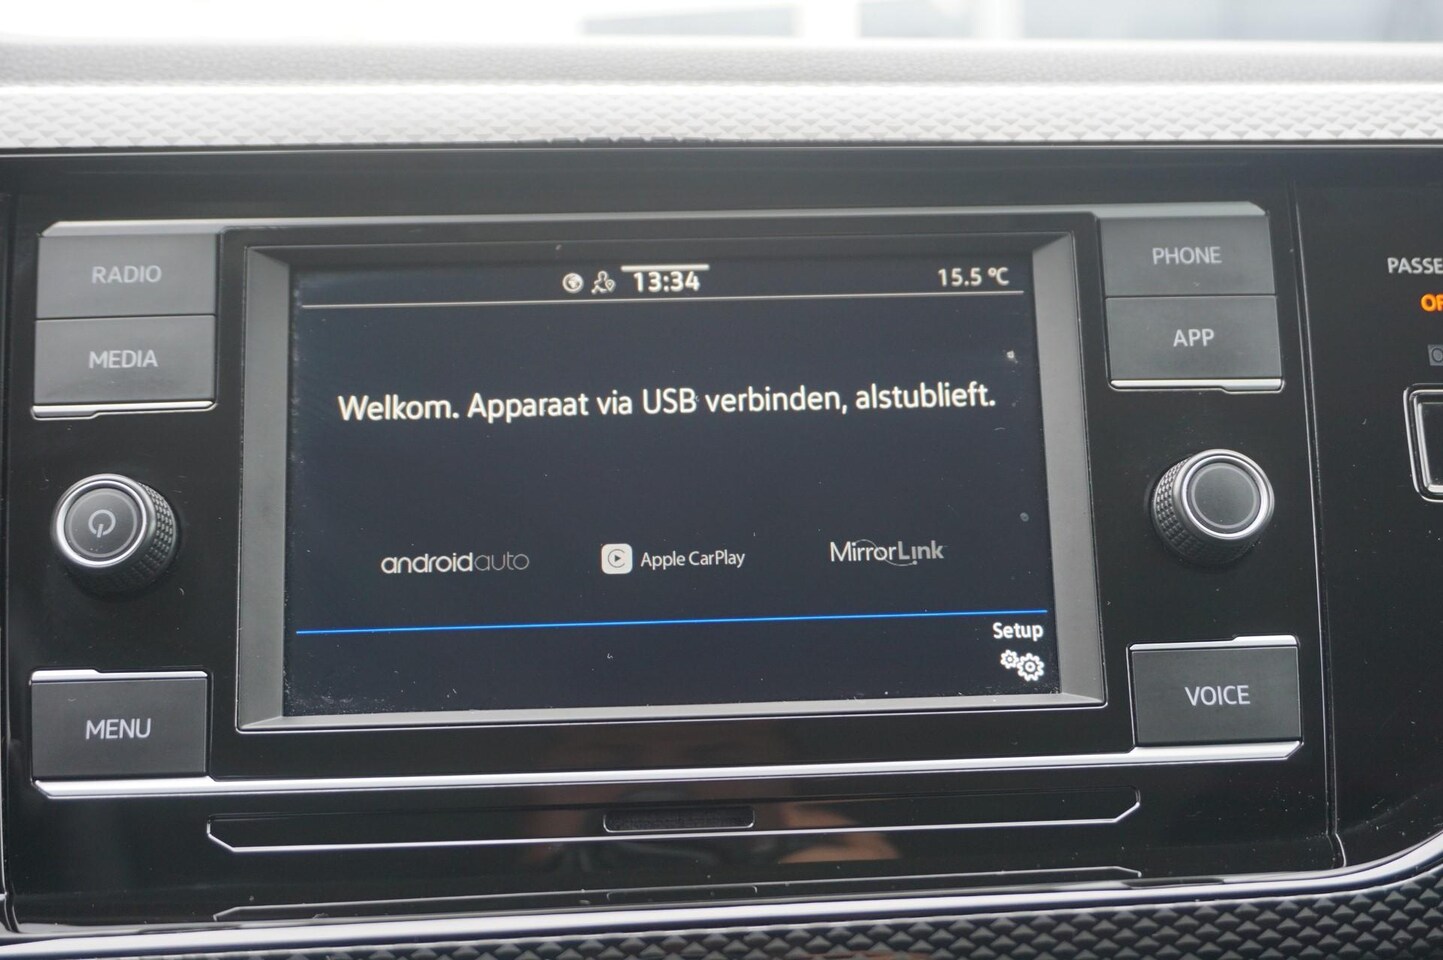 RADIO
MEDIA
MENU
13:34
15.5 °C
Welkom. Apparaat via USB verbinden, alstublieft.
androidauto
Apple CarPlay
MirrorLink
Setup
PHONE
APP
VOICE
PASSE